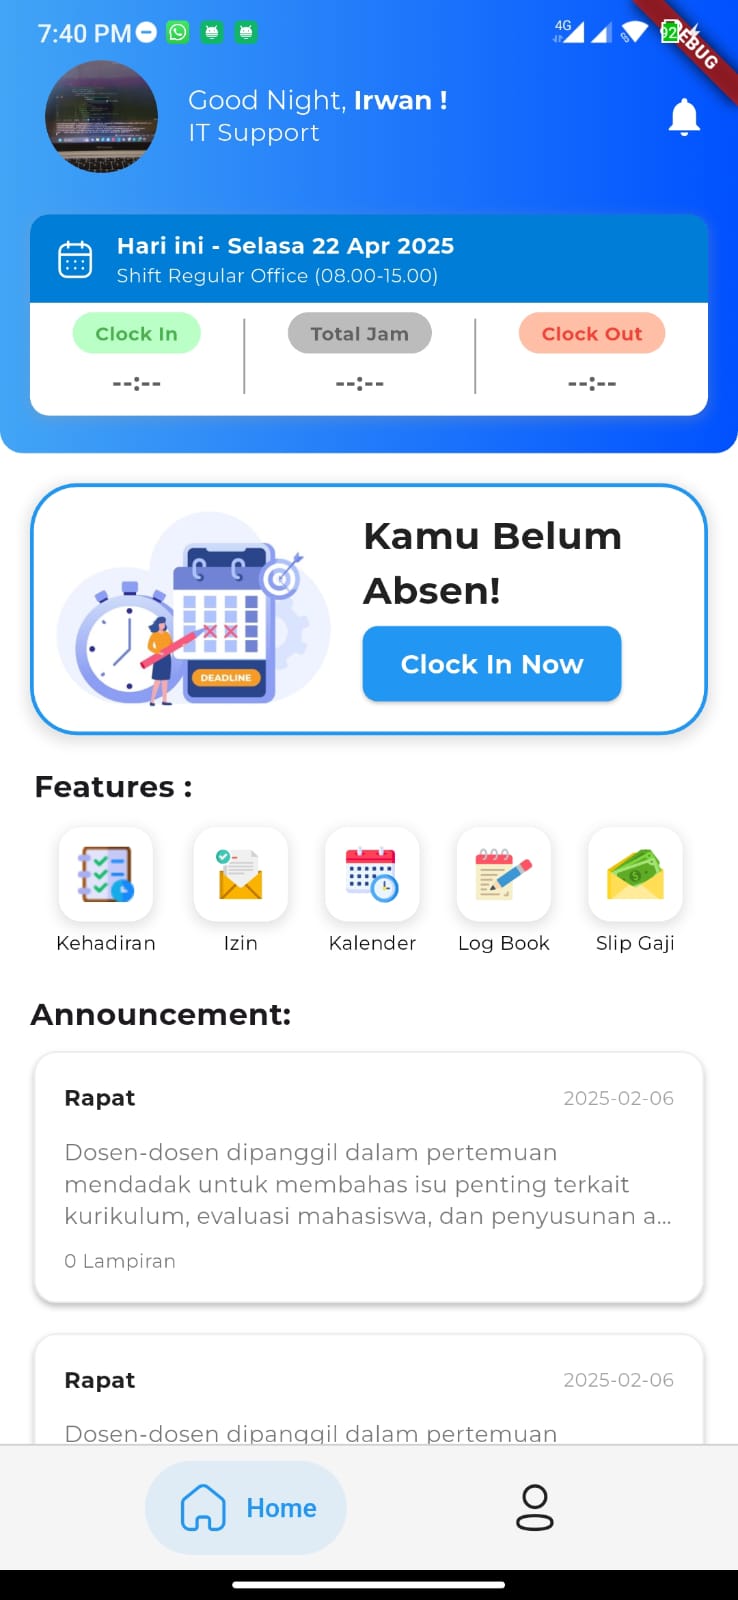 7:40 PM
4G
92
DEBUG
Good Night, Irwan !
IT Support
Hari ini - Selasa 22 Apr 2025
Shift Regular Office (08.00-15.00)
Clock In
Total Jam
Clock Out
--:--
--:--
--:--
Kamu Belum
Absen!
DEADLINE
Clock In Now
Features :
Kehadiran
Izin
Kalender
Log Book
Slip Gaji
Announcement:
Rapat
2025-02-06
Dosen-dosen dipanggil dalam pertemuan
mendadak untuk membahas isu penting terkait
kurikulum, evaluasi mahasiswa, dan penyusunan a...
0 Lampiran
Rapat
2025-02-06
Dosen-dosen dipanggil dalam pertemuan
Home